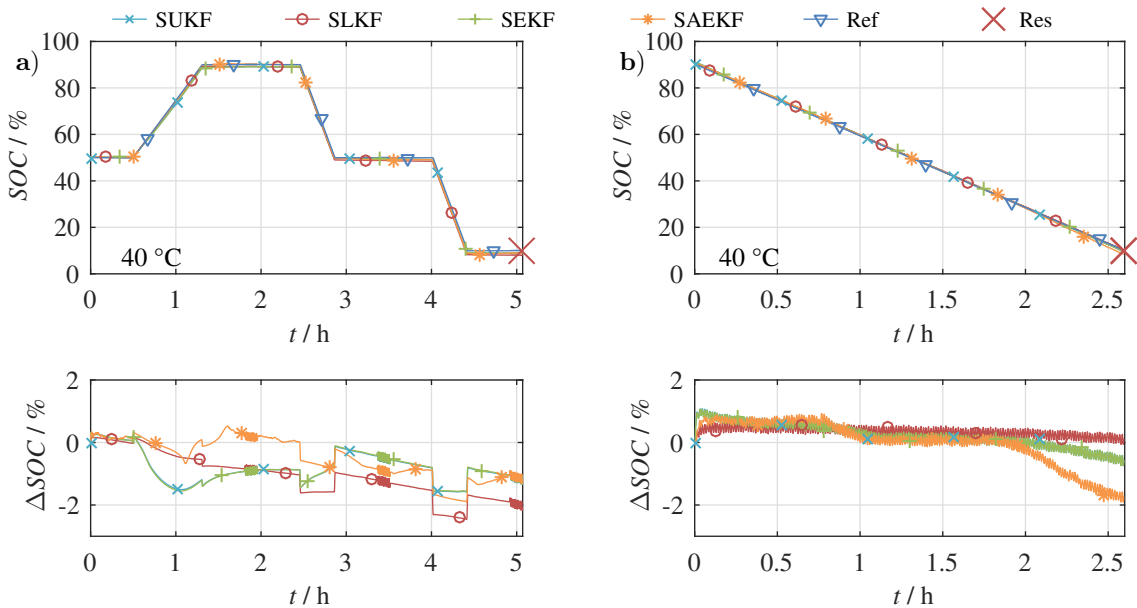 SUKF SLKF SEKF SAEKF Ref Res
a)
100
80
60
40
20
0
SOC / %
40 °C
0 1 2 3 4 5
t / h
b)
100
80
60
40
20
0
SOC / %
40 °C
0 0.5 1 1.5 2 2.5
t / h
2
0
-2
ΔSOC / %
0 1 2 3 4 5
t / h
2
0
-2
ΔSOC / %
0 0.5 1 1.5 2 2.5
t / h